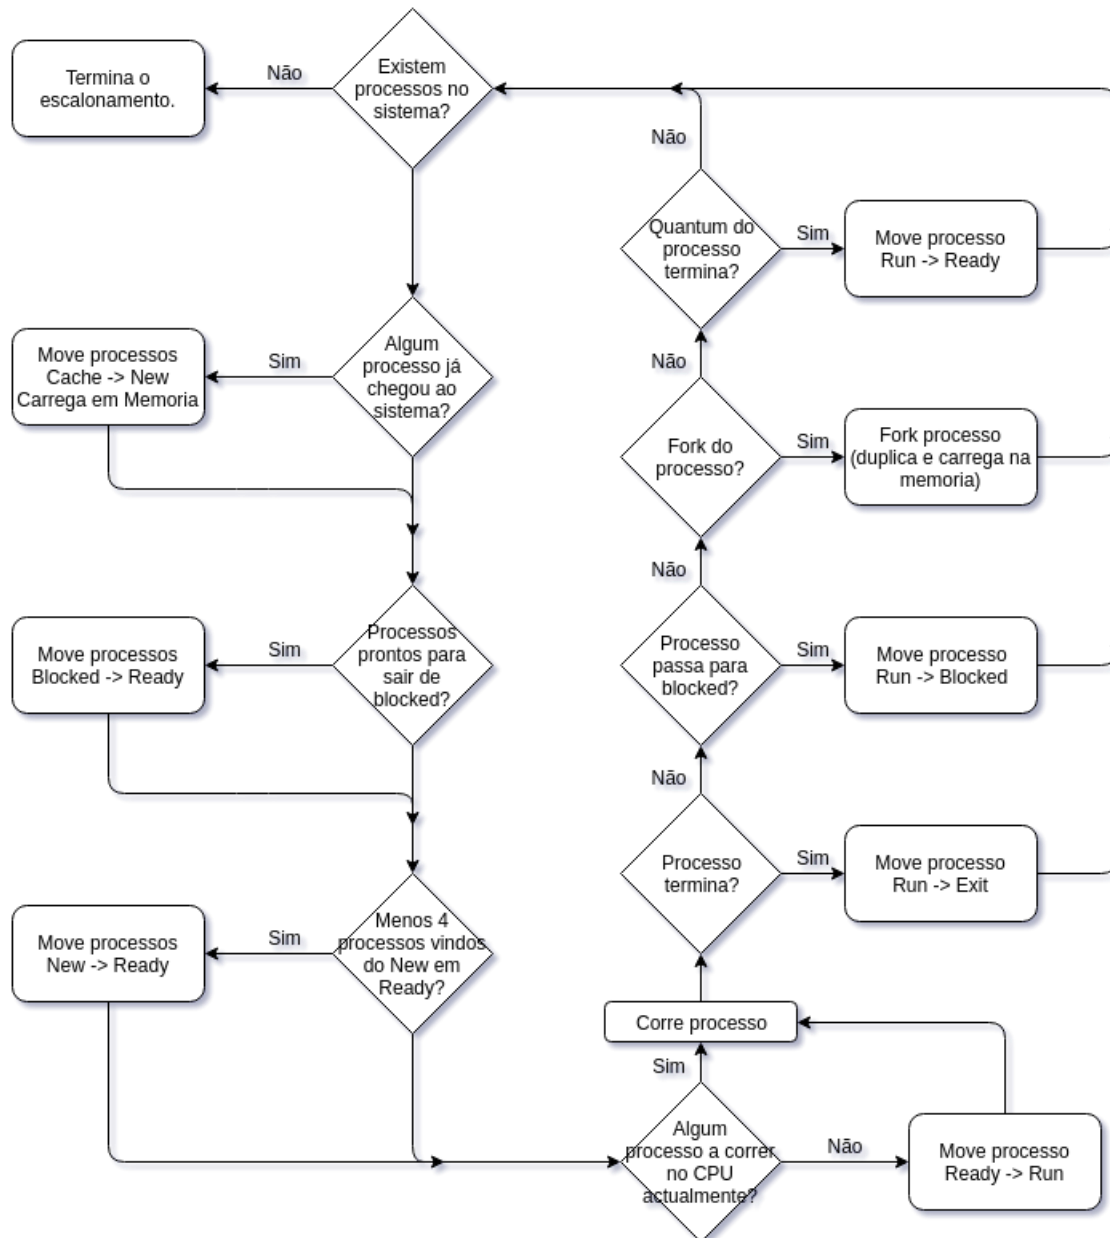 Existem
processos no
sistema?
Não
Termina o
escalonamento.
Algum
processo já
chegou ao
sistema?
Sim
Move processos
Cache -> New
Carrega em Memoria
Processos
prontos para
sair de
blocked?
Sim
Move processos
Blocked -> Ready
Menos 4
processos vindos
do New em
Ready?
Sim
Move processos
New -> Ready
Algum
processo a correr
no CPU
actualmente?
Não
Move processo
Ready -> Run
Sim
Corre processo
Processo
termina?
Sim
Move processo
Run -> Exit
Não
Processo
passa para
blocked?
Sim
Move processo
Run -> Blocked
Não
Fork do
processo?
Sim
Fork processo
(duplica e carrega na
memoria)
Não
Quantum do
processo
termina?
Sim
Move processo
Run -> Ready
Não